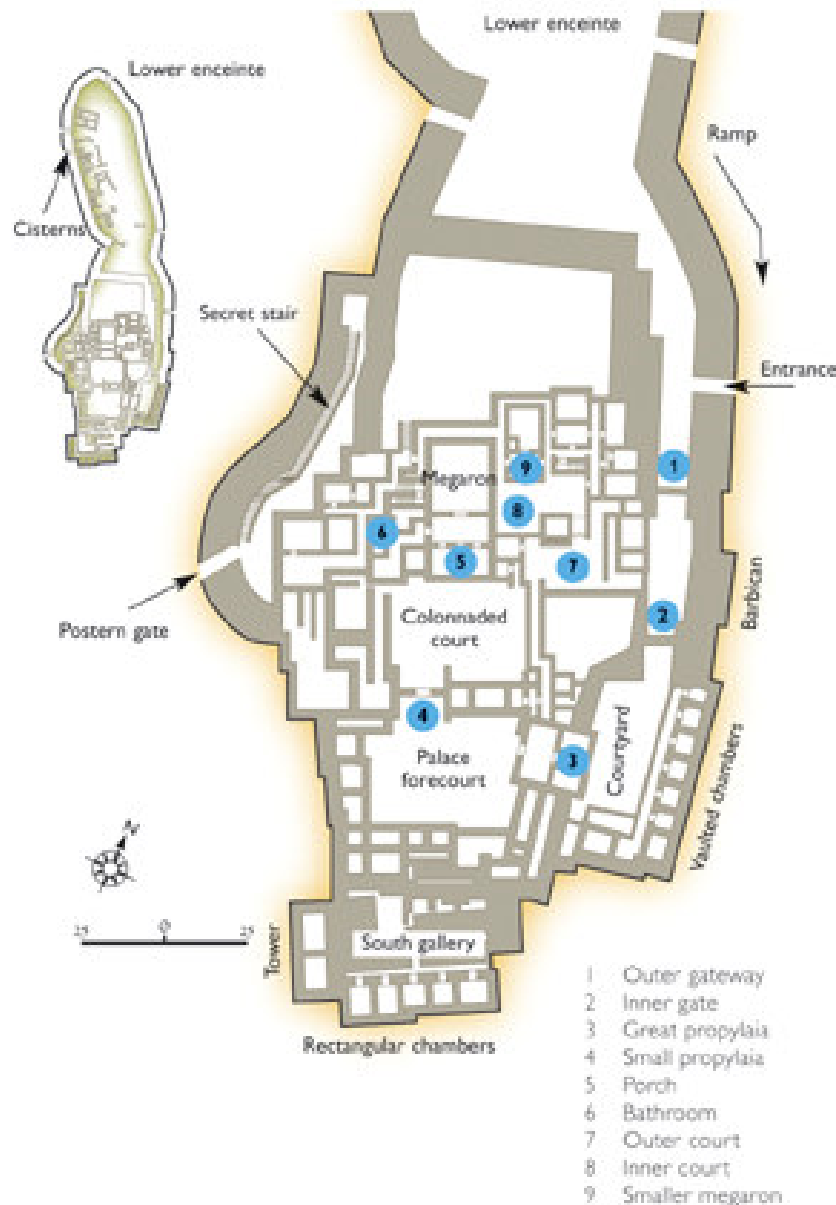 Lower enceinte
Lower enceinte
Ramp
Cisterns
Secret stair
Entrance
Megaron
9
1
8
6
5
7
Postern gate
Colonnaded
court
2
Barbican
4
Palace
forecourt
3
Courtyard
Vaulted chambers
N
25 0 25
Tower
South gallery
Rectangular chambers
1 Outer gateway
2 Inner gate
3 Great propylaia
4 Small propylaia
5 Porch
6 Bathroom
7 Outer court
8 Inner court
9 Smaller megaron